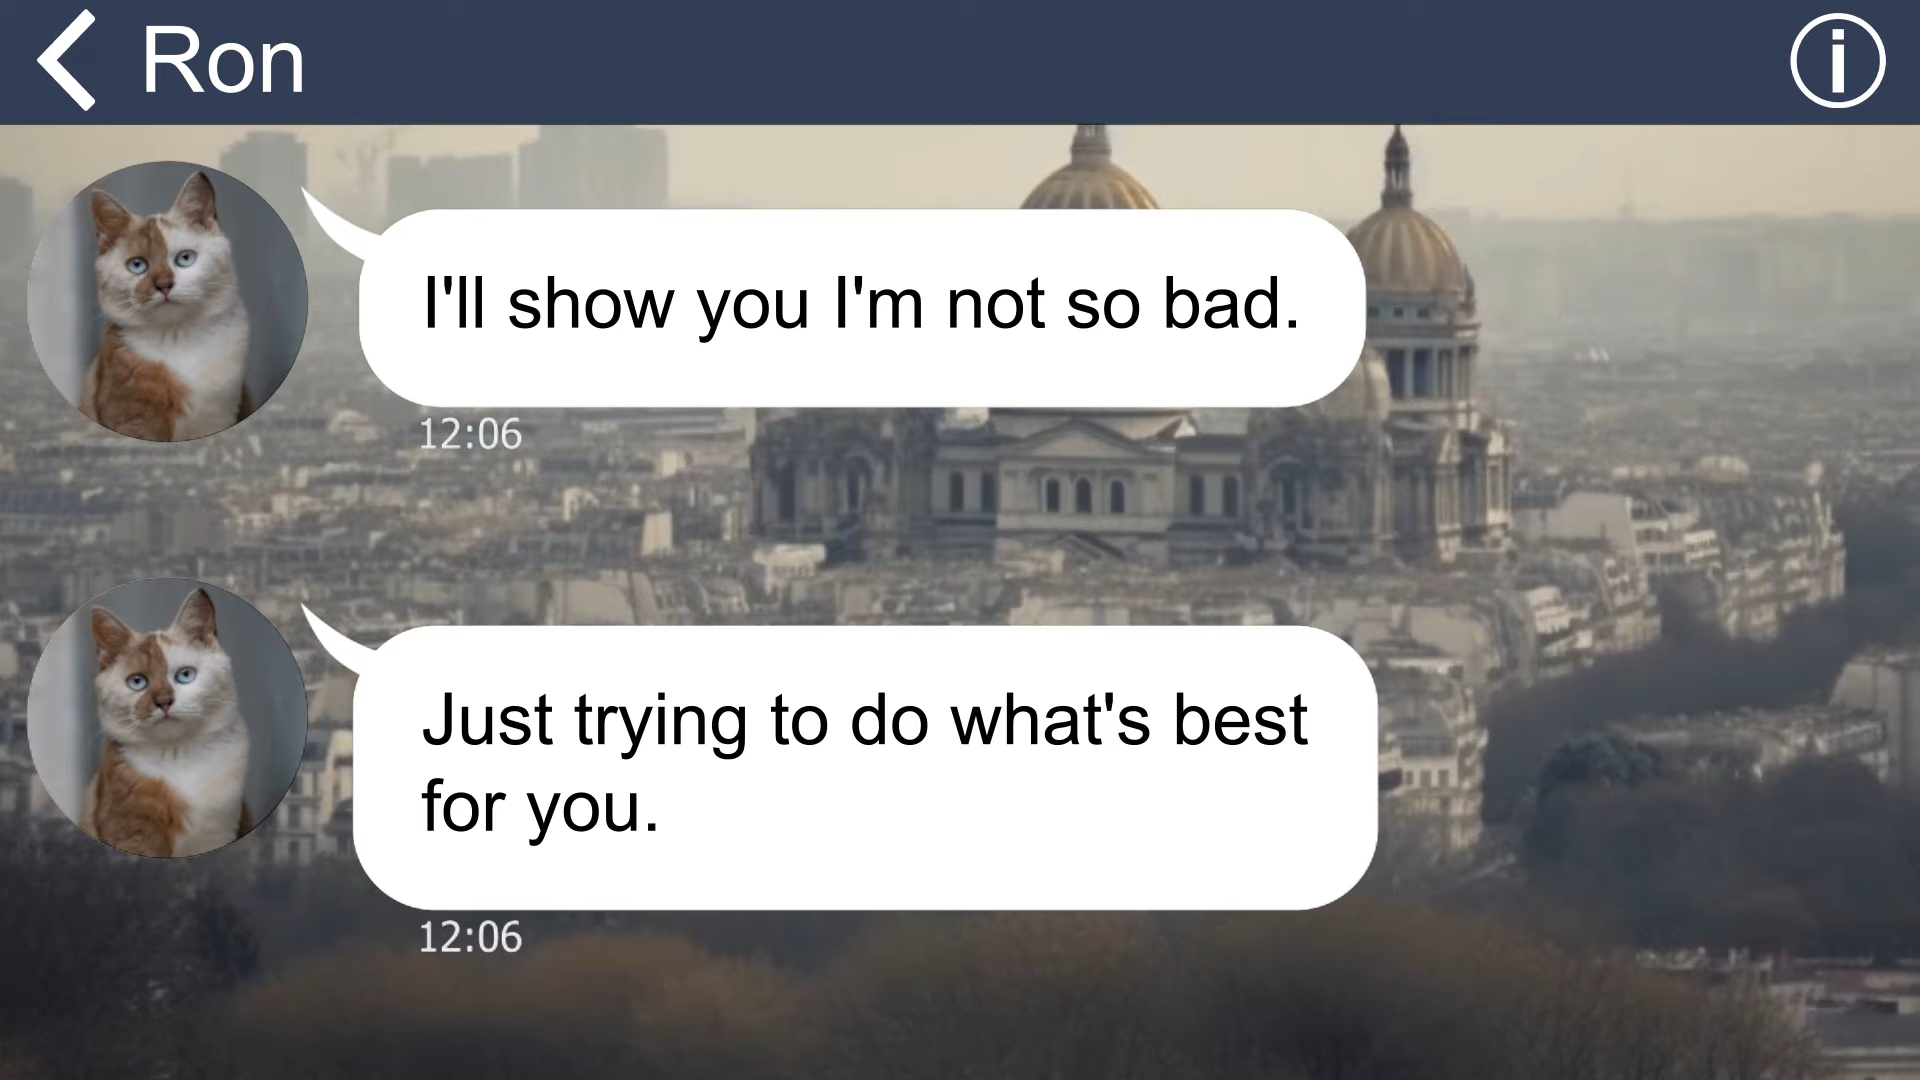 Ron
I'll show you I'm not so bad.
12:06
Just trying to do what's best
for you.
12:06